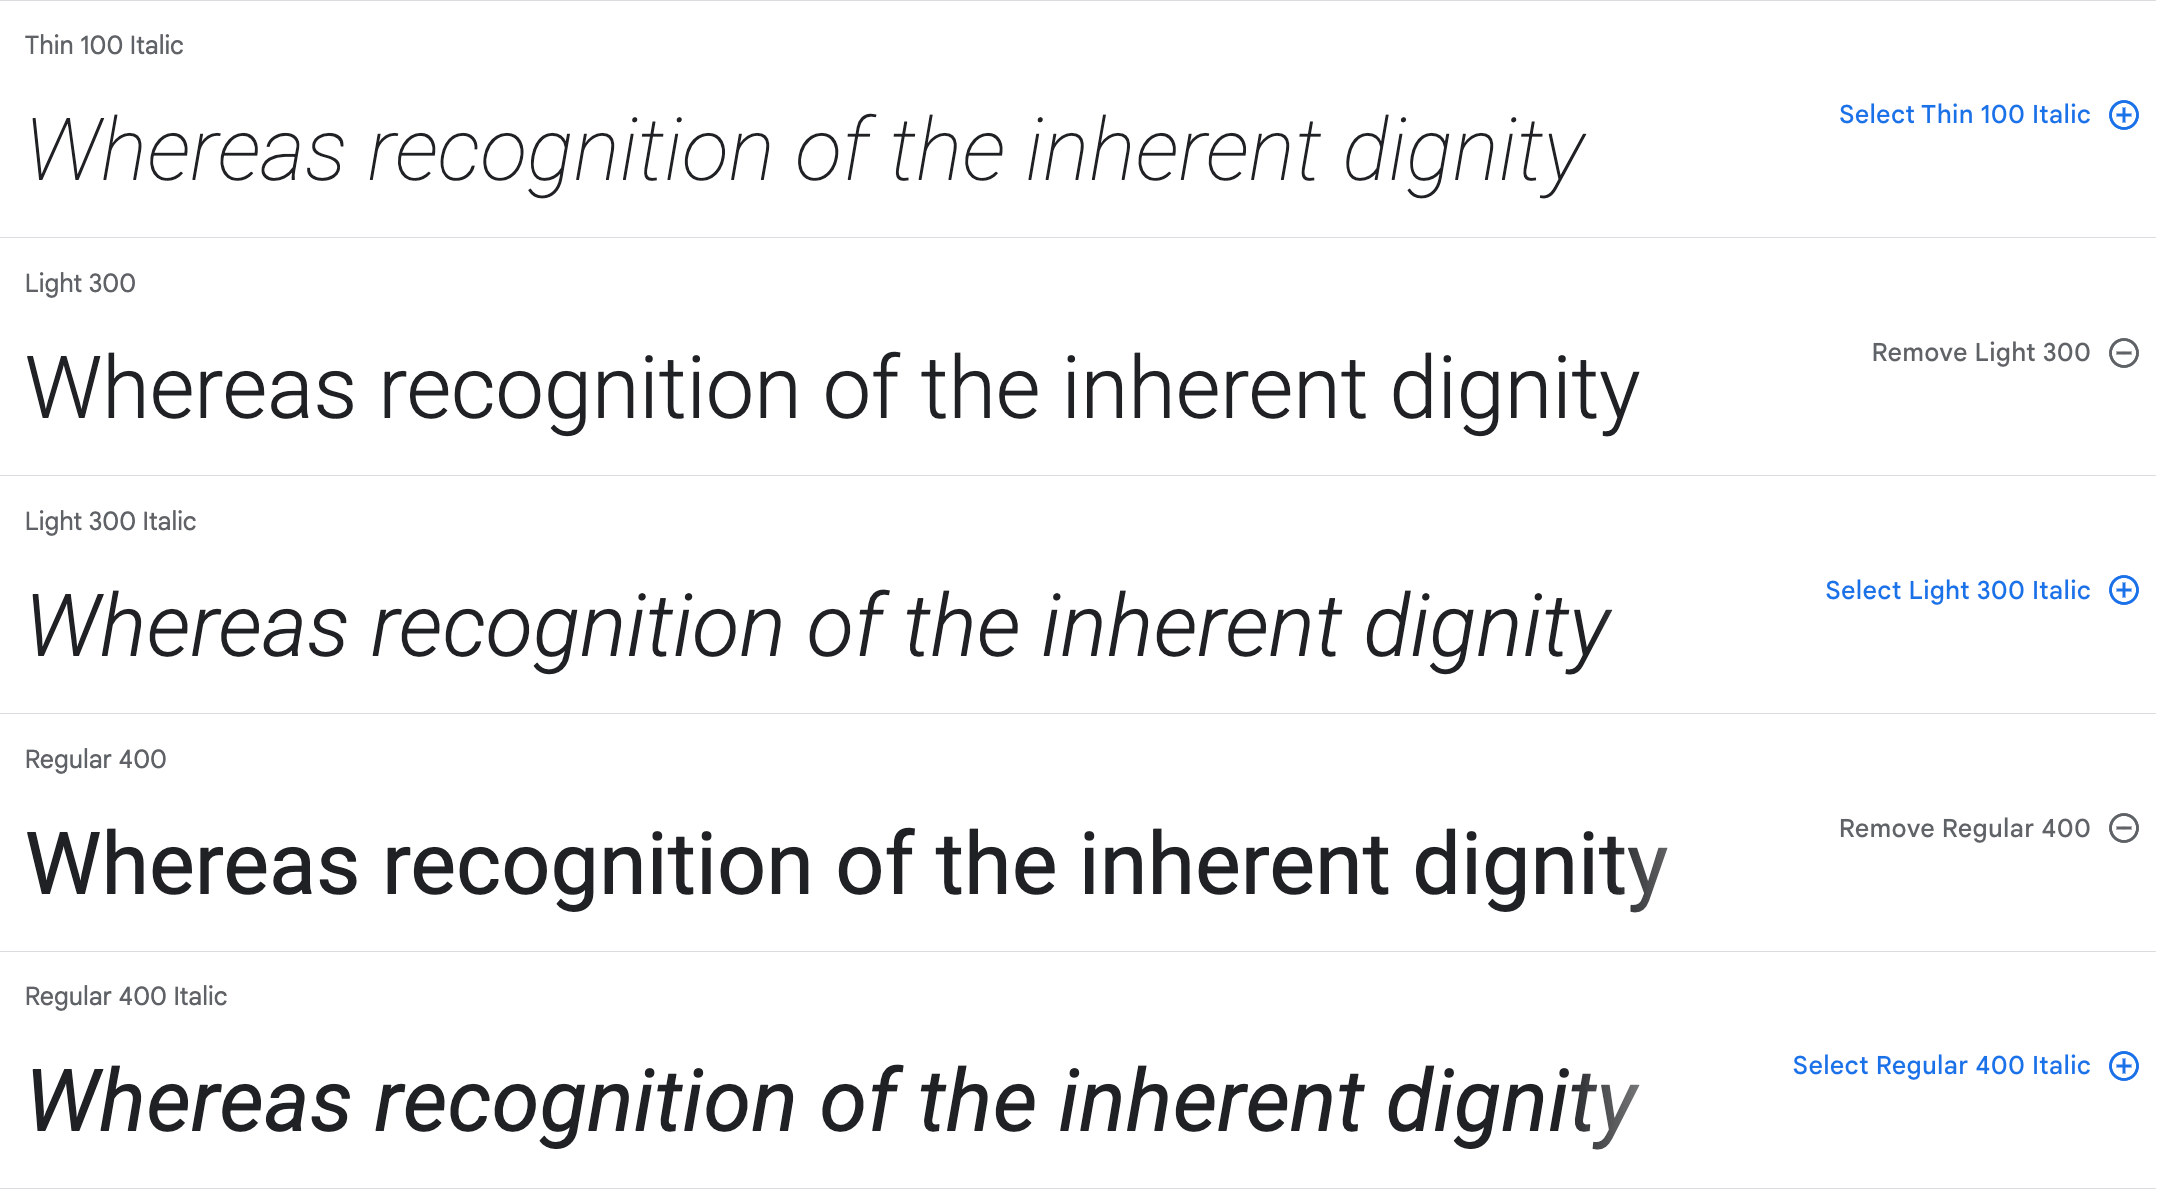 Thin 100 Italic
Whereas recognition of the inherent dignity
Select Thin 100 Italic
Light 300
Whereas recognition of the inherent dignity
Remove Light 300
Light 300 Italic
Whereas recognition of the inherent dignity
Select Light 300 Italic
Regular 400
Whereas recognition of the inherent dignity
Remove Regular 400
Regular 400 Italic
Whereas recognition of the inherent dignity
Select Regular 400 Italic